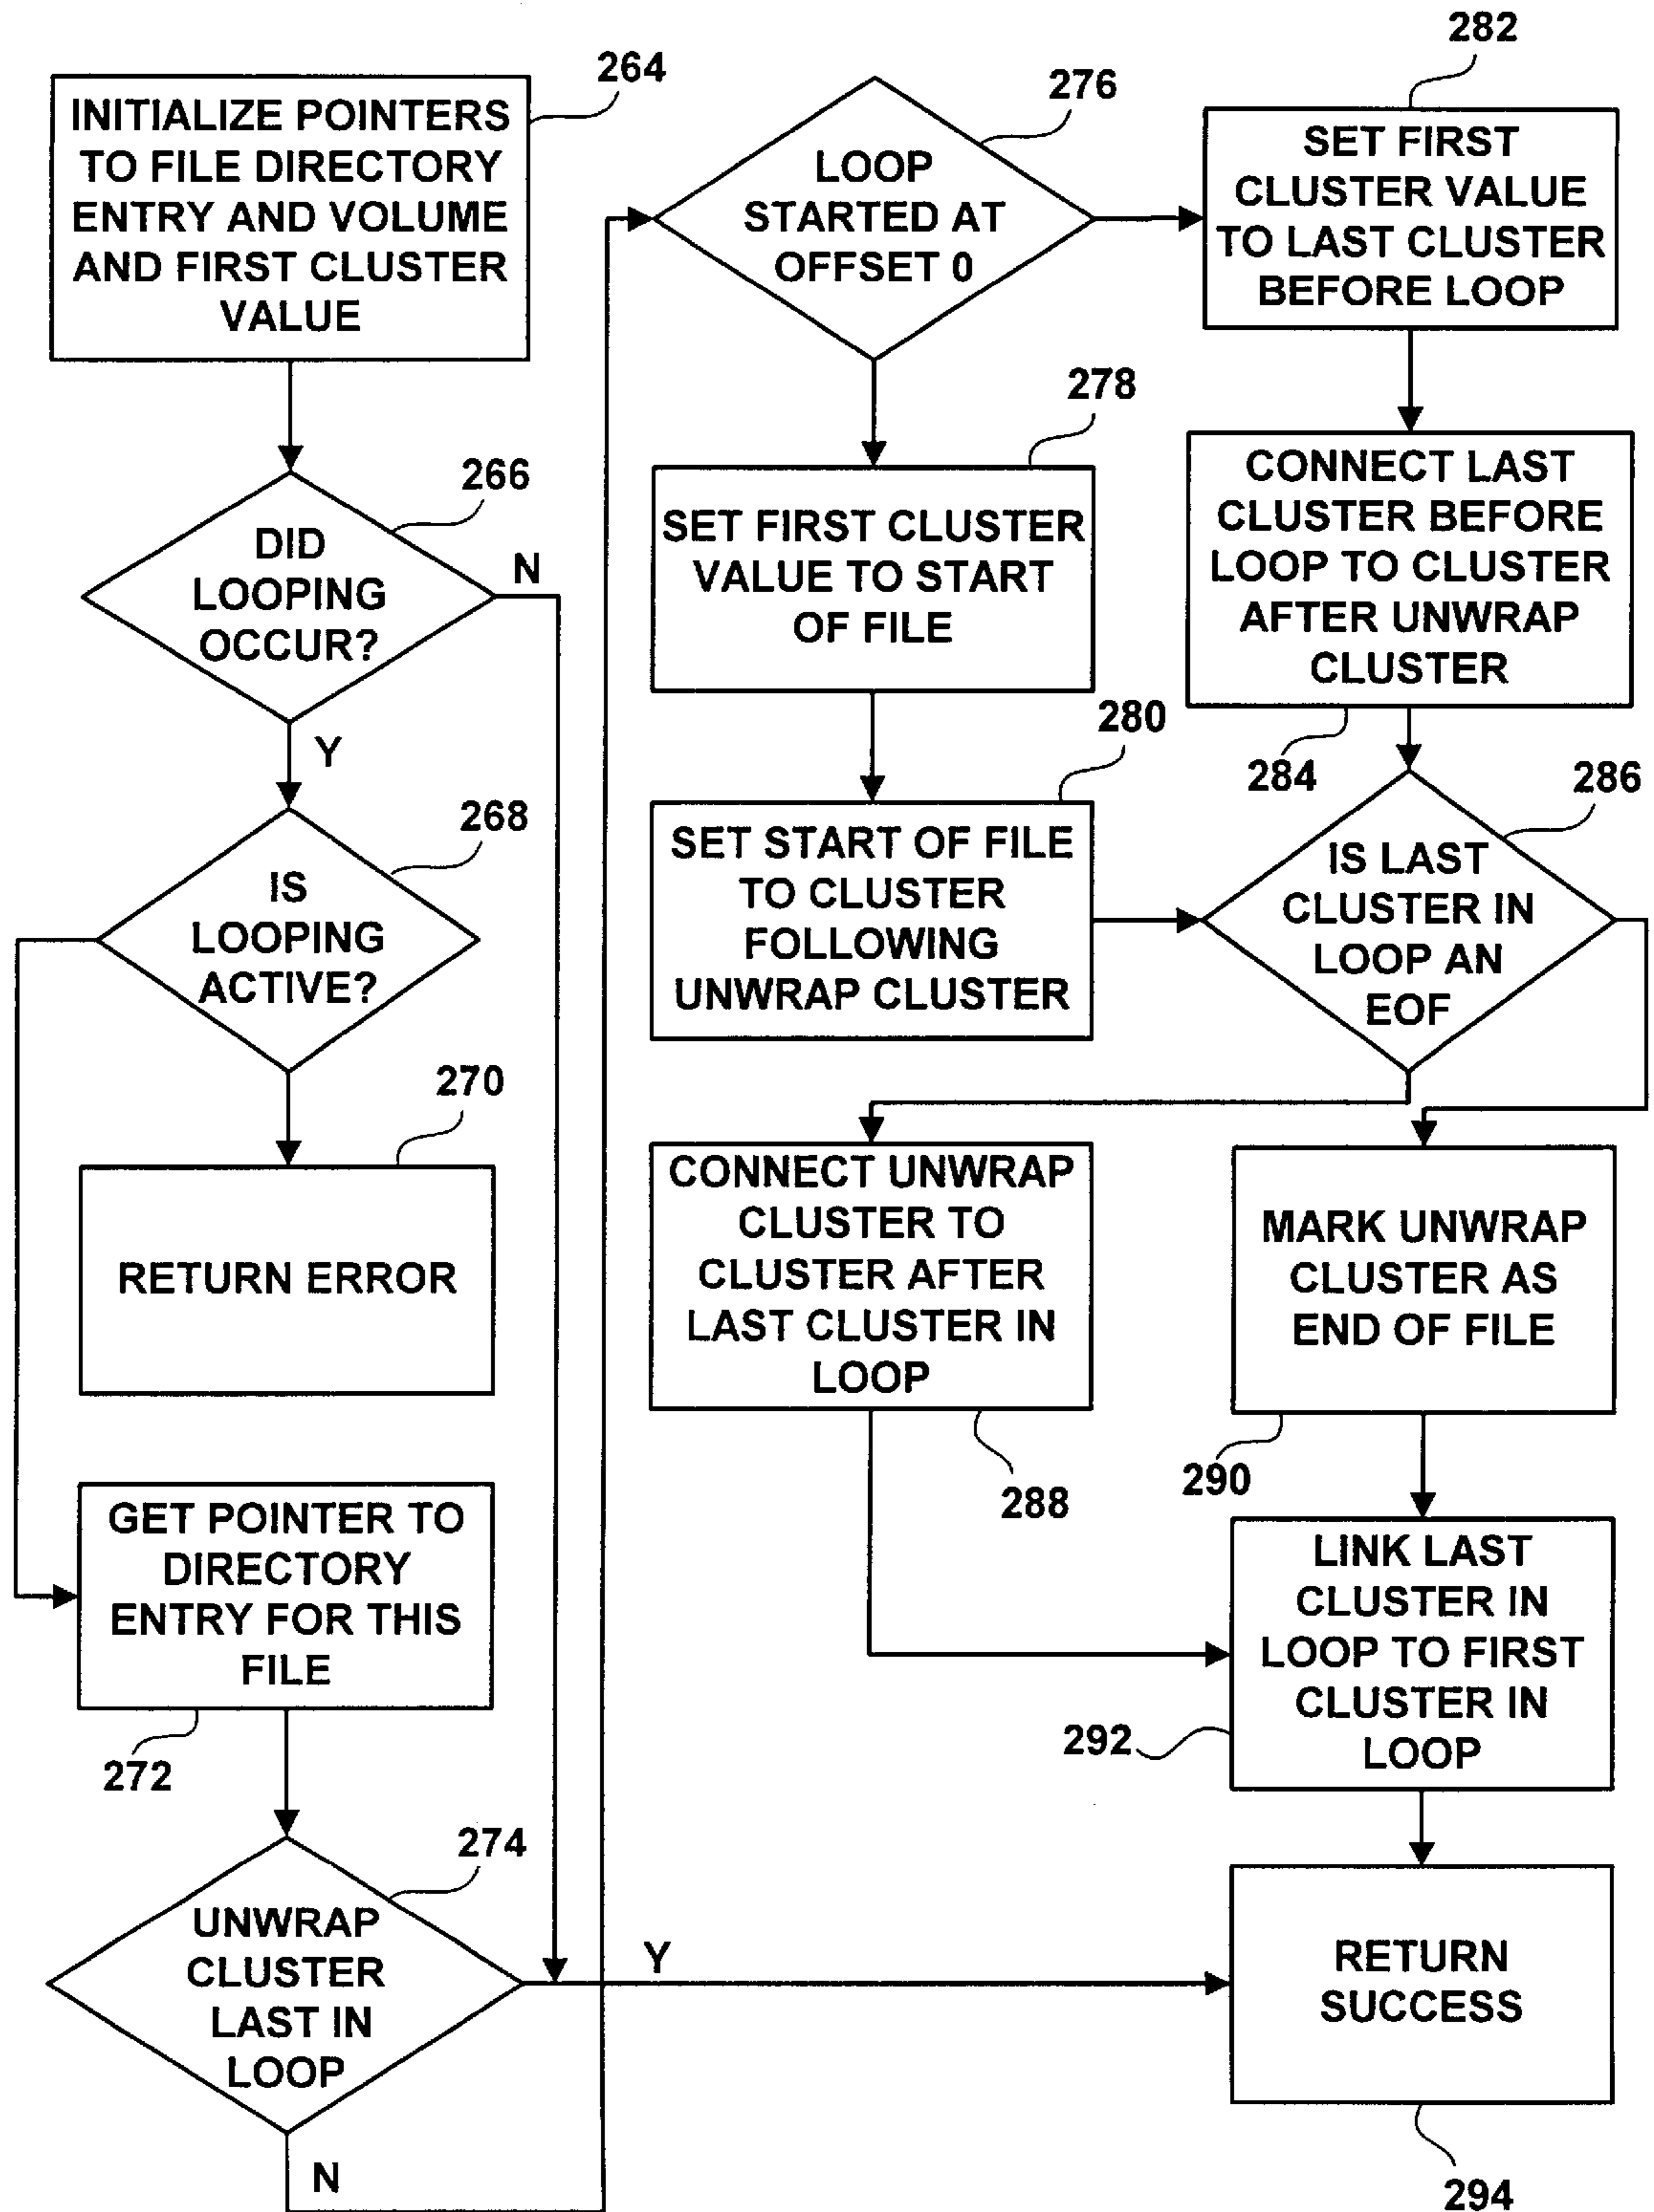 264
INITIALIZE POINTERS
TO FILE DIRECTORY
ENTRY AND VOLUME
AND FIRST CLUSTER
VALUE
266
DID
LOOPING
OCCUR?
N
Y
268
IS
LOOPING
ACTIVE?
270
RETURN ERROR
GET POINTER TO
DIRECTORY
ENTRY FOR THIS
FILE
272
274
UNWRAP
CLUSTER
LAST IN
LOOP
Y
N
276
LOOP
STARTED AT
OFFSET 0
278
SET FIRST CLUSTER
VALUE TO START
OF FILE
280
SET START OF FILE
TO CLUSTER
FOLLOWING
UNWRAP CLUSTER
282
SET FIRST
CLUSTER VALUE
TO LAST CLUSTER
BEFORE LOOP
CONNECT LAST
CLUSTER BEFORE
LOOP TO CLUSTER
AFTER UNWRAP
CLUSTER
284
286
IS LAST
CLUSTER IN
LOOP AN
EOF
CONNECT UNWRAP
CLUSTER TO
CLUSTER AFTER
LAST CLUSTER IN
LOOP
288
MARK UNWRAP
CLUSTER AS
END OF FILE
290
LINK LAST
CLUSTER IN
LOOP TO FIRST
CLUSTER IN
LOOP
292
RETURN
SUCCESS
294